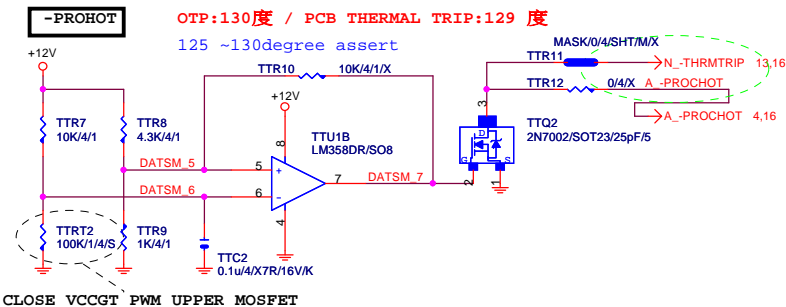 -PROHOT
OTP:130度 / PCB THERMAL TRIP:129 度
125 ~130degree assert
MASK/0/4/SHT/M/X
+12V
TTR10
10K/4/1/X
TTR11
N_-THRMTRIP 13,16
TTR12
0/4/X
A_-PROCHOT
+12V
A_-PROCHOT 4,16
TTR7
10K/4/1
TTR8
4.3K/4/1
TTU1B
LM358DR/SO8
3
D
G
S
TTQ2
2N7002/SOT23/25pF/5
8
DATSM_5
5
+
DATSM_6
6
-
7
DATSM_7
2
1
4
TTRT2
100K/1/4/S
TTR9
1K/4/1
TTC2
0.1u/4/X7R/16V/K
CLOSE VCCGT PWM UPPER MOSFET